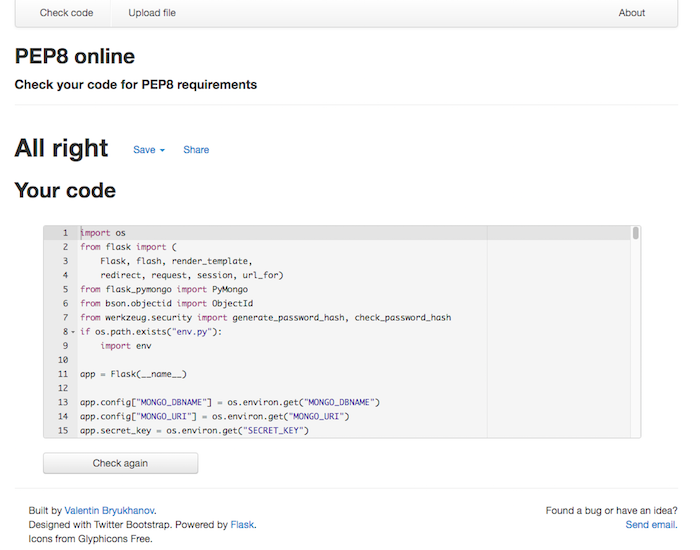 Check code Upload file About
PEP8 online
Check your code for PEP8 requirements
All right Save Share
Your code
1 import os
2 from flask import (
3 Flask, flash, render_template,
4 redirect, request, session, url_for)
5 from flask_pymongo import PyMongo
6 from bson.objectid import ObjectId
7 from werkzeug.security import generate_password_hash, check_password_hash
8 if os.path.exists("env.py"):
9 import env
10
11 app = Flask(__name__)
12
13 app.config["MONGO_DBNAME"] = os.environ.get("MONGO_DBNAME")
14 app.config["MONGO_URI"] = os.environ.get("MONGO_URI")
15 app.secret_key = os.environ.get("SECRET_KEY")
Check again
Built by Valentin Bryukhanov. Found a bug or have an idea?
Designed with Twitter Bootstrap. Powered by Flask. Send email.
Icons from Glyphicons Free.